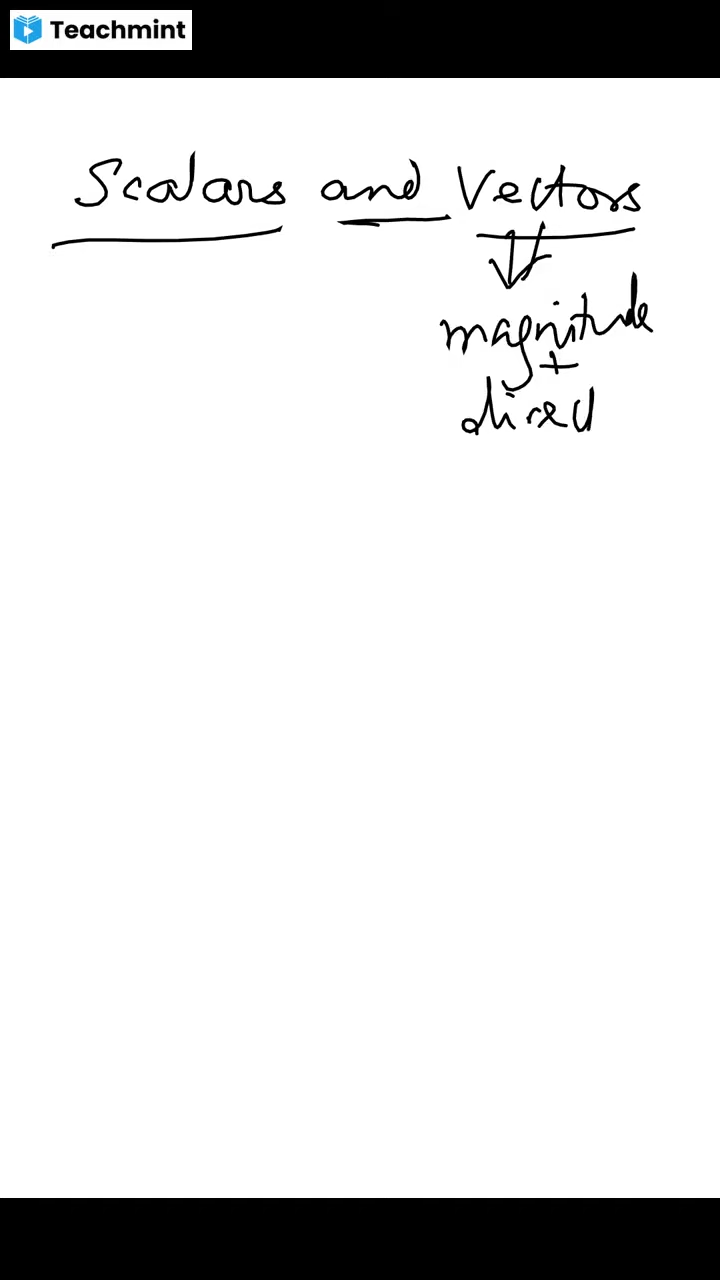 Teachmint
Scalars and Vectors
magnitude
+
direct